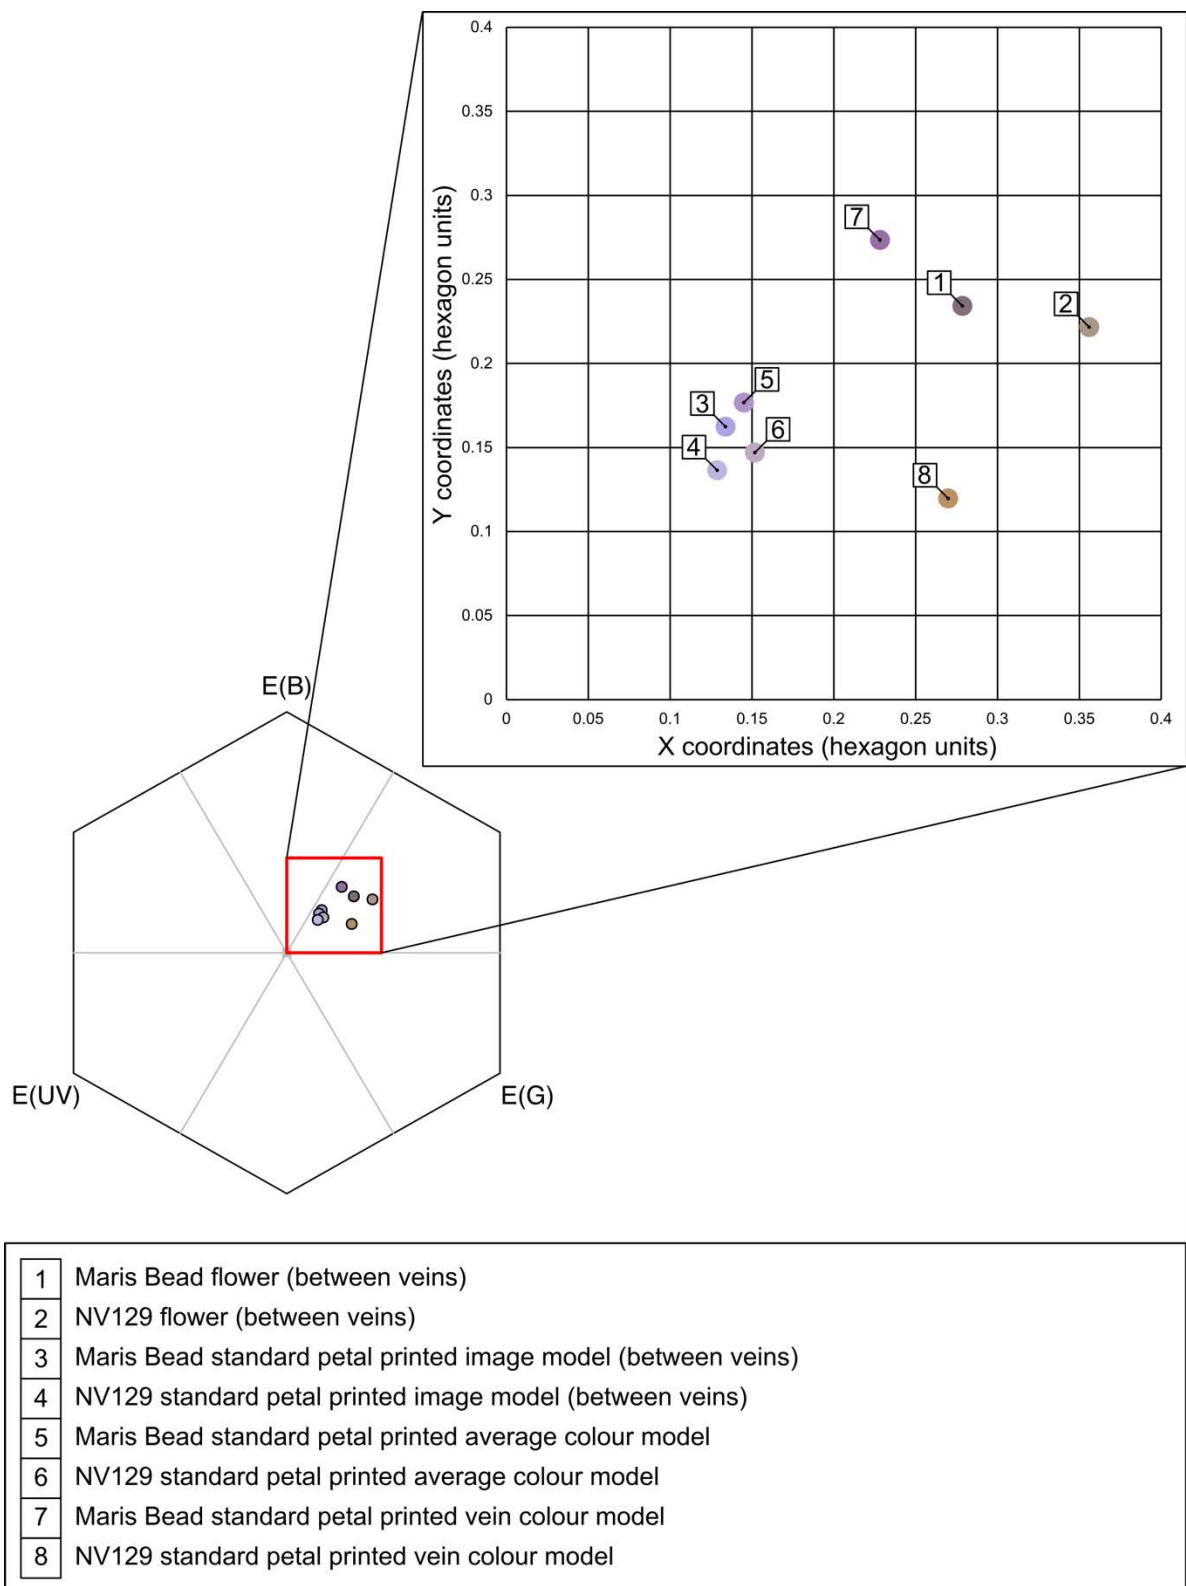 0.4
0.35
0.3
0.25
0.2
0.15
0.1
0.05
0
Y coordinates (hexagon units)
7
1
2
5
3
6
4
8
0 0.05 0.1 0.15 0.2 0.25 0.3 0.35 0.4
X coordinates (hexagon units)
E(B)
E(UV)
E(G)
1 Maris Bead flower (between veins)
2 NV129 flower (between veins)
3 Maris Bead standard petal printed image model (between veins)
4 NV129 standard petal printed image model (between veins)
5 Maris Bead standard petal printed average colour model
6 NV129 standard petal printed average colour model
7 Maris Bead standard petal printed vein colour model
8 NV129 standard petal printed vein colour model